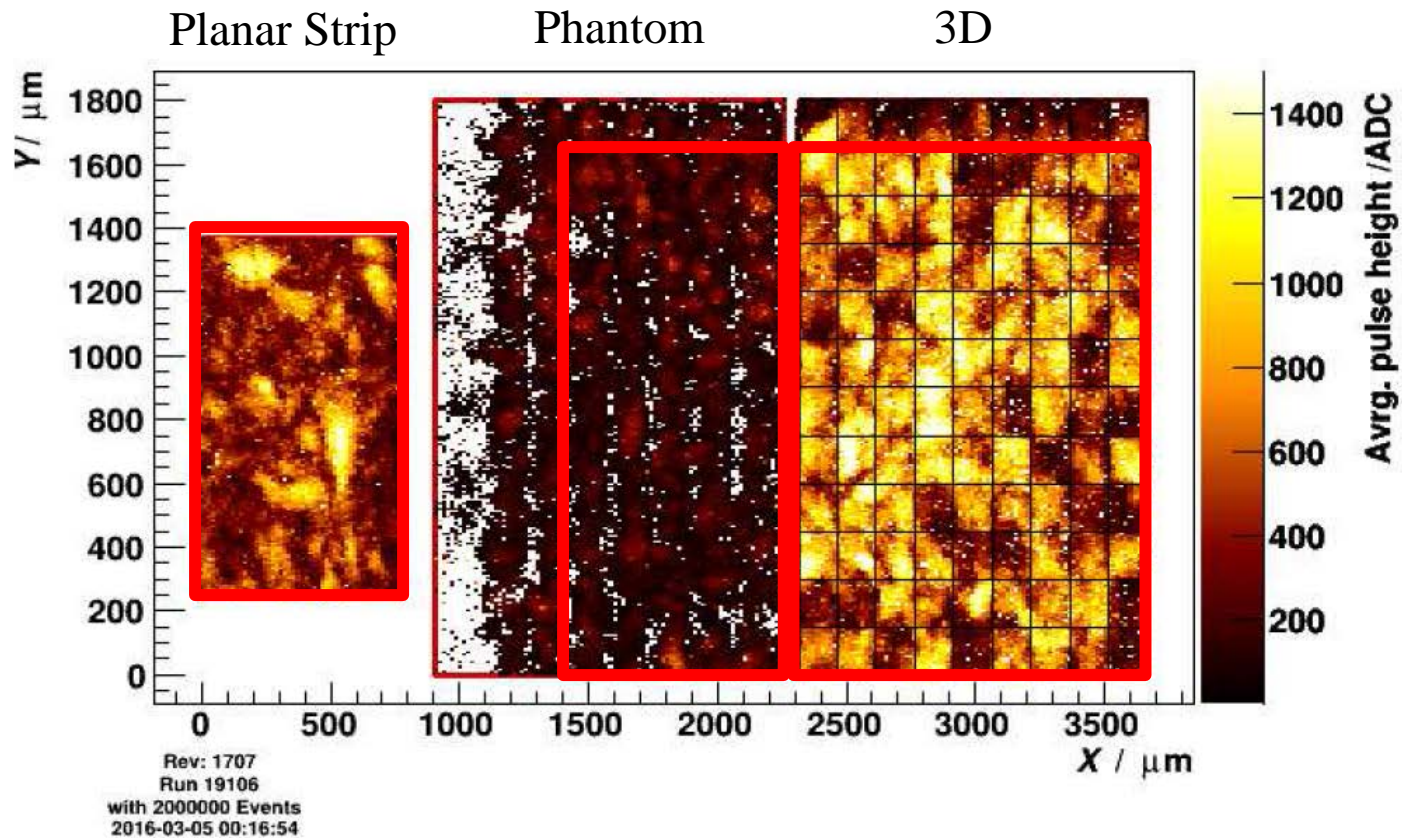 Planar Strip
Phantom
3D
Y / μm
1800
1600
1400
1200
1000
800
600
400
200
0
0
500
1000
1500
2000
2500
3000
3500
X / μm
1400
1200
1000
800
600
400
200
Avrg. pulse height /ADC
Rev: 1707
Run 19106
with 2000000 Events
2016-03-05 00:16:54